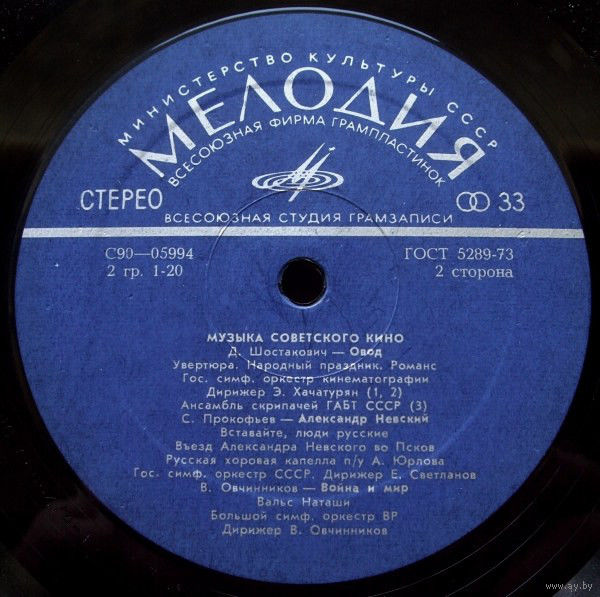 МИНИСТЕРСТВО КУЛЬТУРЫ СССР
МЕЛОДИЯ
ВСЕСОЮЗНАЯ ФИРМА ГРАМПЛАСТИНОК
СТЕРЕО
33
ВСЕСОЮЗНАЯ СТУДИЯ ГРАМЗАПИСИ
С90—05994
ГОСТ 5289-73
2 гр. 1-20
2 сторона
МУЗЫКА СОВЕТСКОГО КИНО
Д. Шостакович — Овод
Увертюра. Народный праздник. Романс
Гос. симф. оркестр кинематографии
Дирижер Э. Хачатурян (1, 2)
Ансамбль скрипачей ГАБТ СССР (3)
С. Прокофьев — Александр Невский
Вставайте, люди русские
Въезд Александра Невского во Псков
Русская хоровая капелла п/у А. Юрлова
Гос. симф. оркестр СССР. Дирижер Е. Светланов
В. Овчинников — Война и мир
Вальс Наташи
Большой симф. оркестр ВР
Дирижер В. Овчинников
www.ay.by